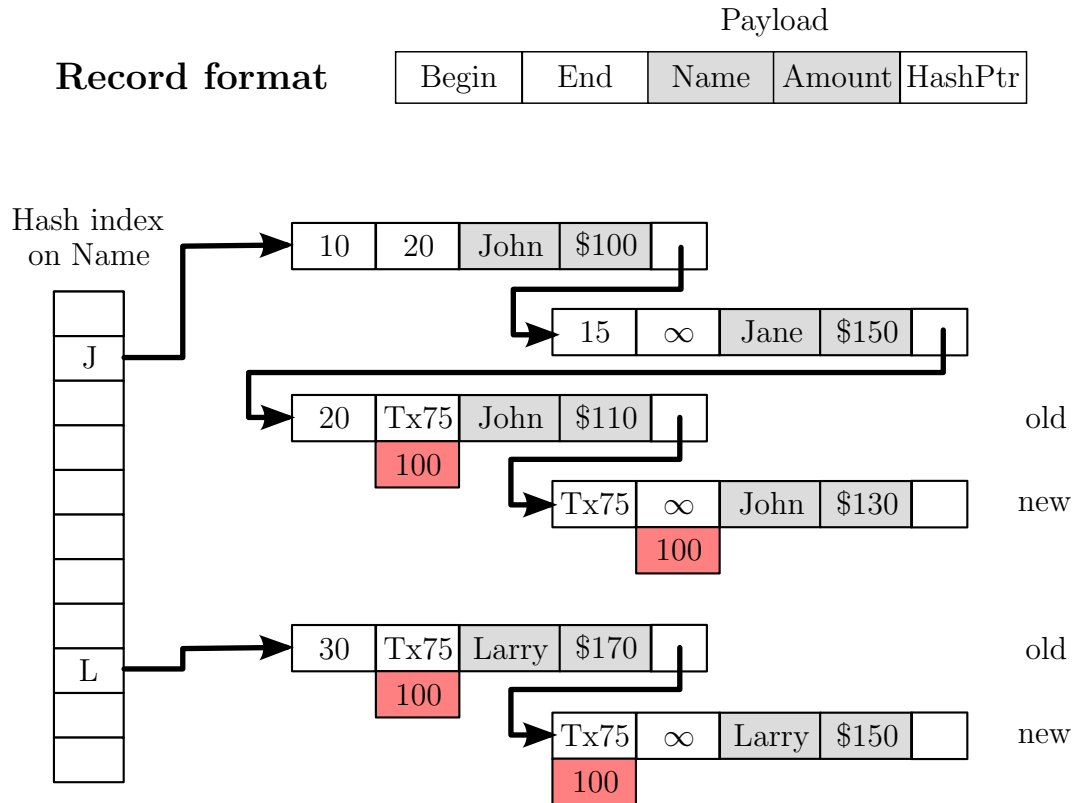 Payload
Record format Begin End Name Amount HashPtr
Hash index
on Name
10 20 John $100
15 ∞ Jane $150
J
20 Tx75 John $110 old
100
Tx75 ∞ John $130 new
100
30 Tx75 Larry $170 old
L
100
Tx75 ∞ Larry $150 new
100